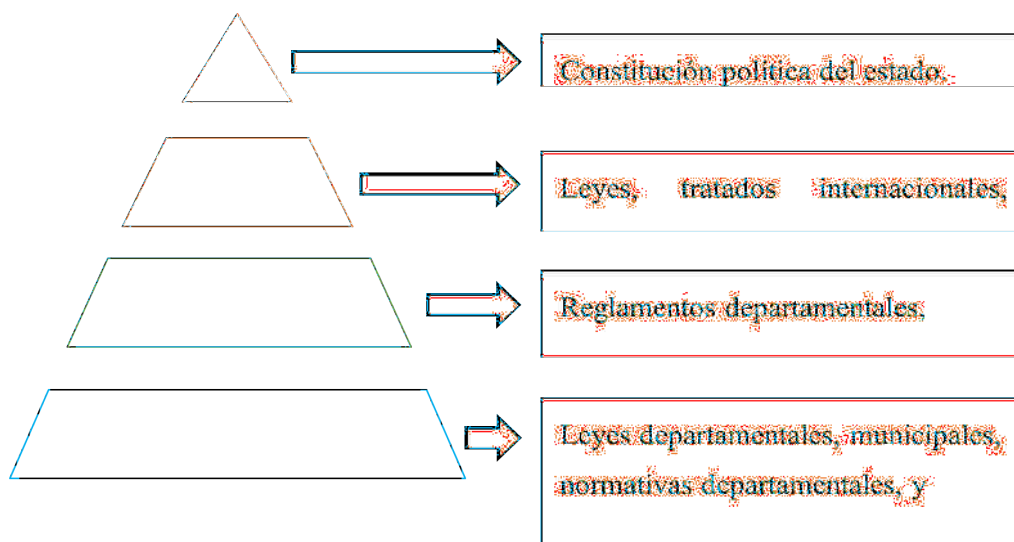 Constitución política del estado.
Leyes, tratados internacionales,
Reglamentos departamentales.
Leyes departamentales, municipales,
normativas departamentales, y